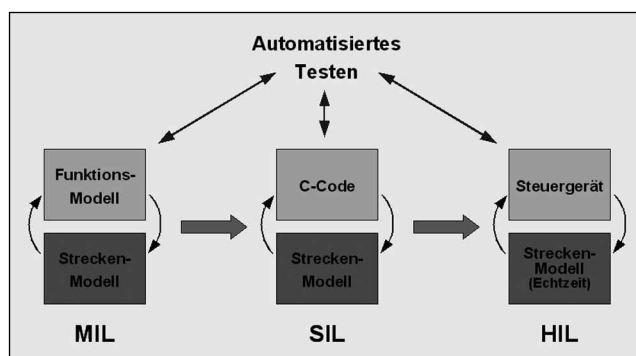 Automatisiertes
Testen
Funktions-
Modell
Strecken-
Modell
MIL
C-Code
Strecken-
Modell
SIL
Steuergerät
Strecken-
Modell
(Echtzeit)
HIL